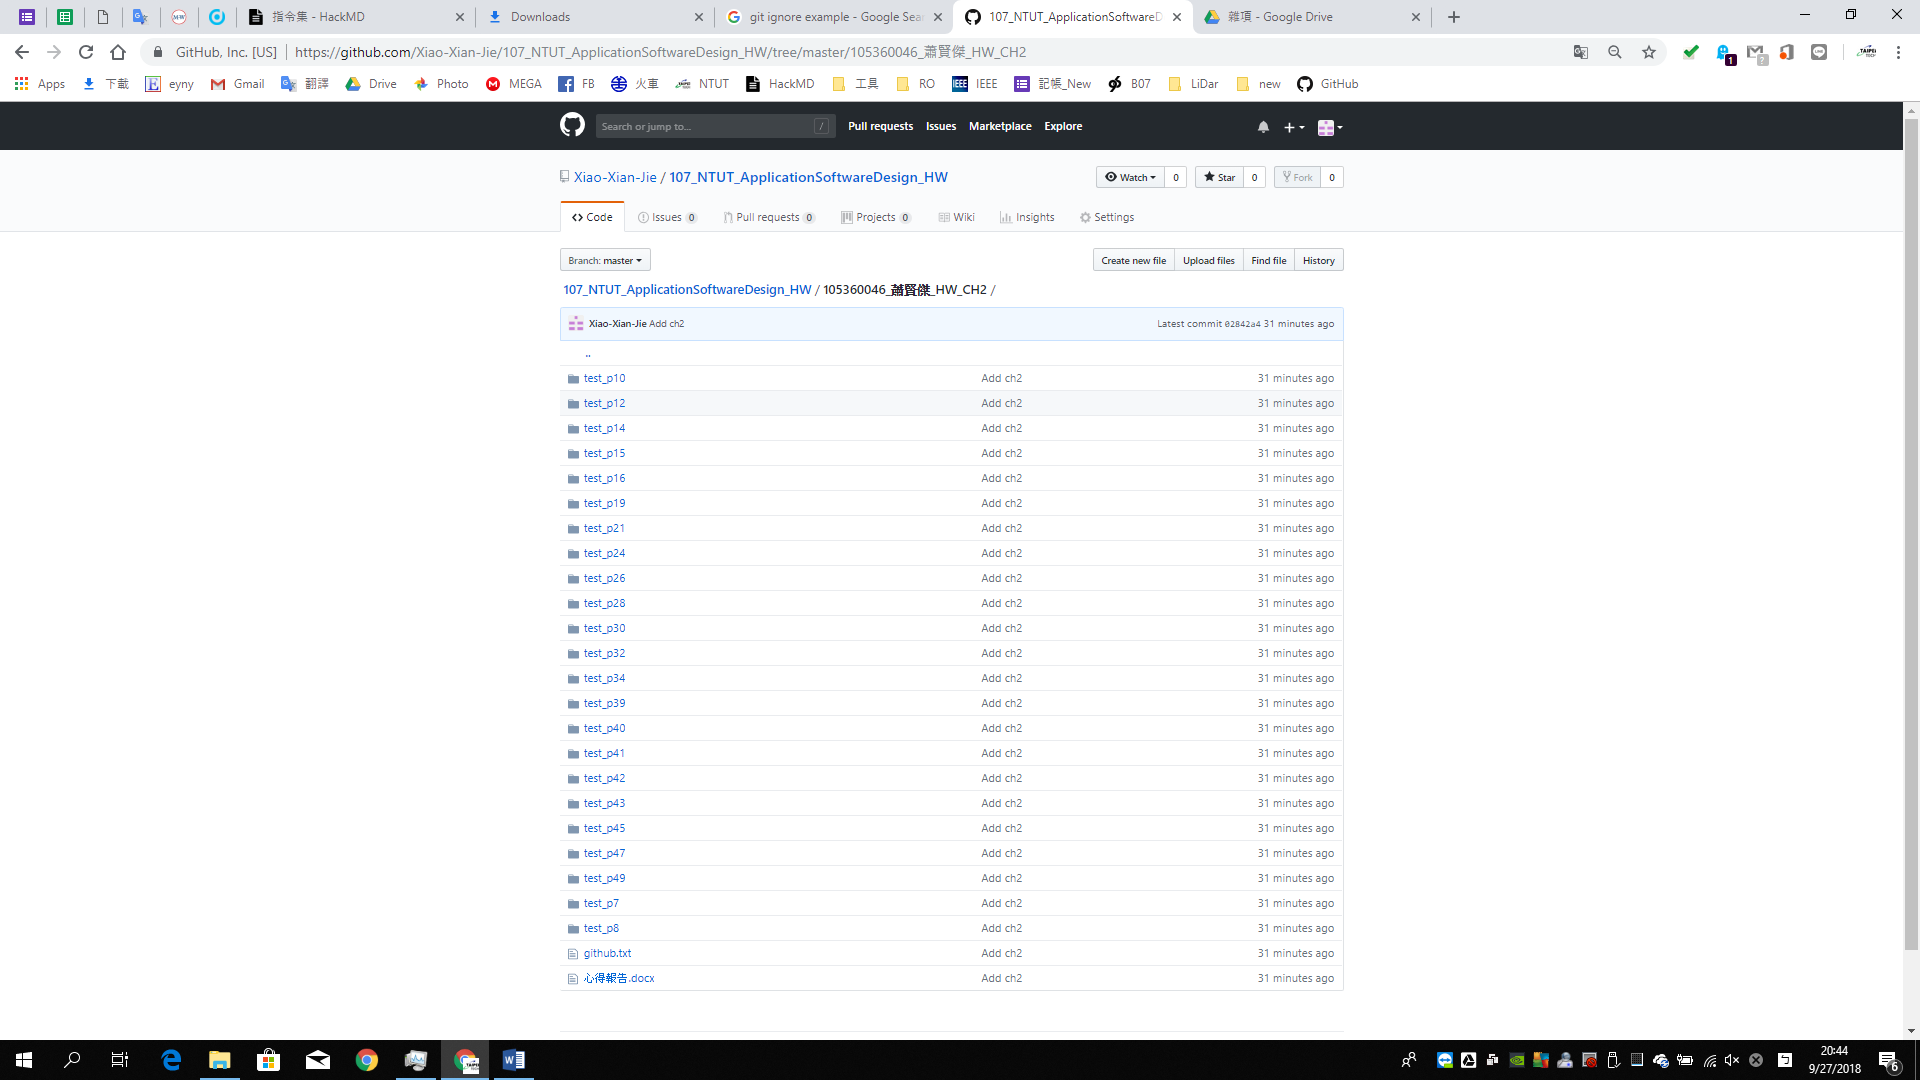 指令集 - HackMD
Downloads
git ignore example - Google Sea
107_NTUT_ApplicationSoftwareD
雜項 - Google Drive
GitHub, Inc. [US] | https://github.com/Xiao-Xian-Jie/107_NTUT_ApplicationSoftwareDesign_HW/tree/master/105360046_蕭賢傑_HW_CH2
Apps 下載 eyny Gmail 翻譯 Drive Photo MEGA FB 火車 NTUT HackMD 工具 RO IEEE 記帳_New B07 LiDar new GitHub
Search or jump to... / Pull requests Issues Marketplace Explore
Xiao-Xian-Jie / 107_NTUT_ApplicationSoftwareDesign_HW
Watch 0 Star 0 Fork 0
Code Issues 0 Pull requests 0 Projects 0 Wiki Insights Settings
Branch: master Create new file Upload files Find file History
107_NTUT_ApplicationSoftwareDesign_HW / 105360046_蕭賢傑_HW_CH2 /
Xiao-Xian-Jie Add ch2 Latest commit 02842a4 31 minutes ago
..
test_p10 Add ch2 31 minutes ago
test_p12 Add ch2 31 minutes ago
test_p14 Add ch2 31 minutes ago
test_p15 Add ch2 31 minutes ago
test_p16 Add ch2 31 minutes ago
test_p19 Add ch2 31 minutes ago
test_p21 Add ch2 31 minutes ago
test_p24 Add ch2 31 minutes ago
test_p26 Add ch2 31 minutes ago
test_p28 Add ch2 31 minutes ago
test_p30 Add ch2 31 minutes ago
test_p32 Add ch2 31 minutes ago
test_p34 Add ch2 31 minutes ago
test_p39 Add ch2 31 minutes ago
test_p40 Add ch2 31 minutes ago
test_p41 Add ch2 31 minutes ago
test_p42 Add ch2 31 minutes ago
test_p43 Add ch2 31 minutes ago
test_p45 Add ch2 31 minutes ago
test_p47 Add ch2 31 minutes ago
test_p49 Add ch2 31 minutes ago
test_p7 Add ch2 31 minutes ago
test_p8 Add ch2 31 minutes ago
github.txt Add ch2 31 minutes ago
心得報告.docx Add ch2 31 minutes ago
20:44
9/27/2018
6